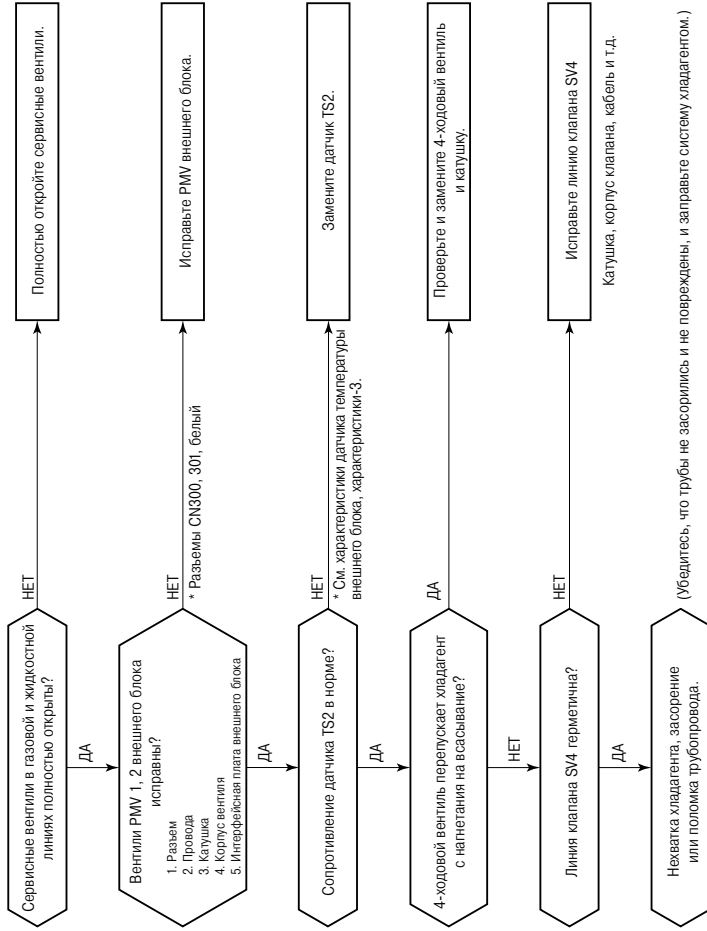 Сервисные вентили в газовой и жидкостной
линиях полностью открыты?
НЕТ
Полностью откройте сервисные вентили.
ДА
Вентили PMV 1, 2 внешнего блока
исправны?
1. Разъем
2. Провода
3. Катушка
4. Корпус вентиля
5. Интерфейсная плата внешнего блока
НЕТ
* Разъемы CN300, 301, белый
Исправьте PMV внешнего блока.
ДА
Сопротивление датчика TS2 в норме?
НЕТ
* См. характеристики датчика температуры
внешнего блока, характеристики-3.
Замените датчик TS2.
ДА
4-ходовой вентиль перепускает хладагент
с нагнетания на всасывание?
ДА
Проверьте и замените 4-ходовый вентиль
и катушку.
НЕТ
Линия клапана SV4 герметична?
НЕТ
Исправьте линию клапана SV4
Катушка, корпус клапана, кабель и т.д.
ДА
Нехватка хладагента, засорение
или поломка трубопровода.
(Убедитесь, что трубы не засорились и не повреждены, и заправьте систему хладагентом.)